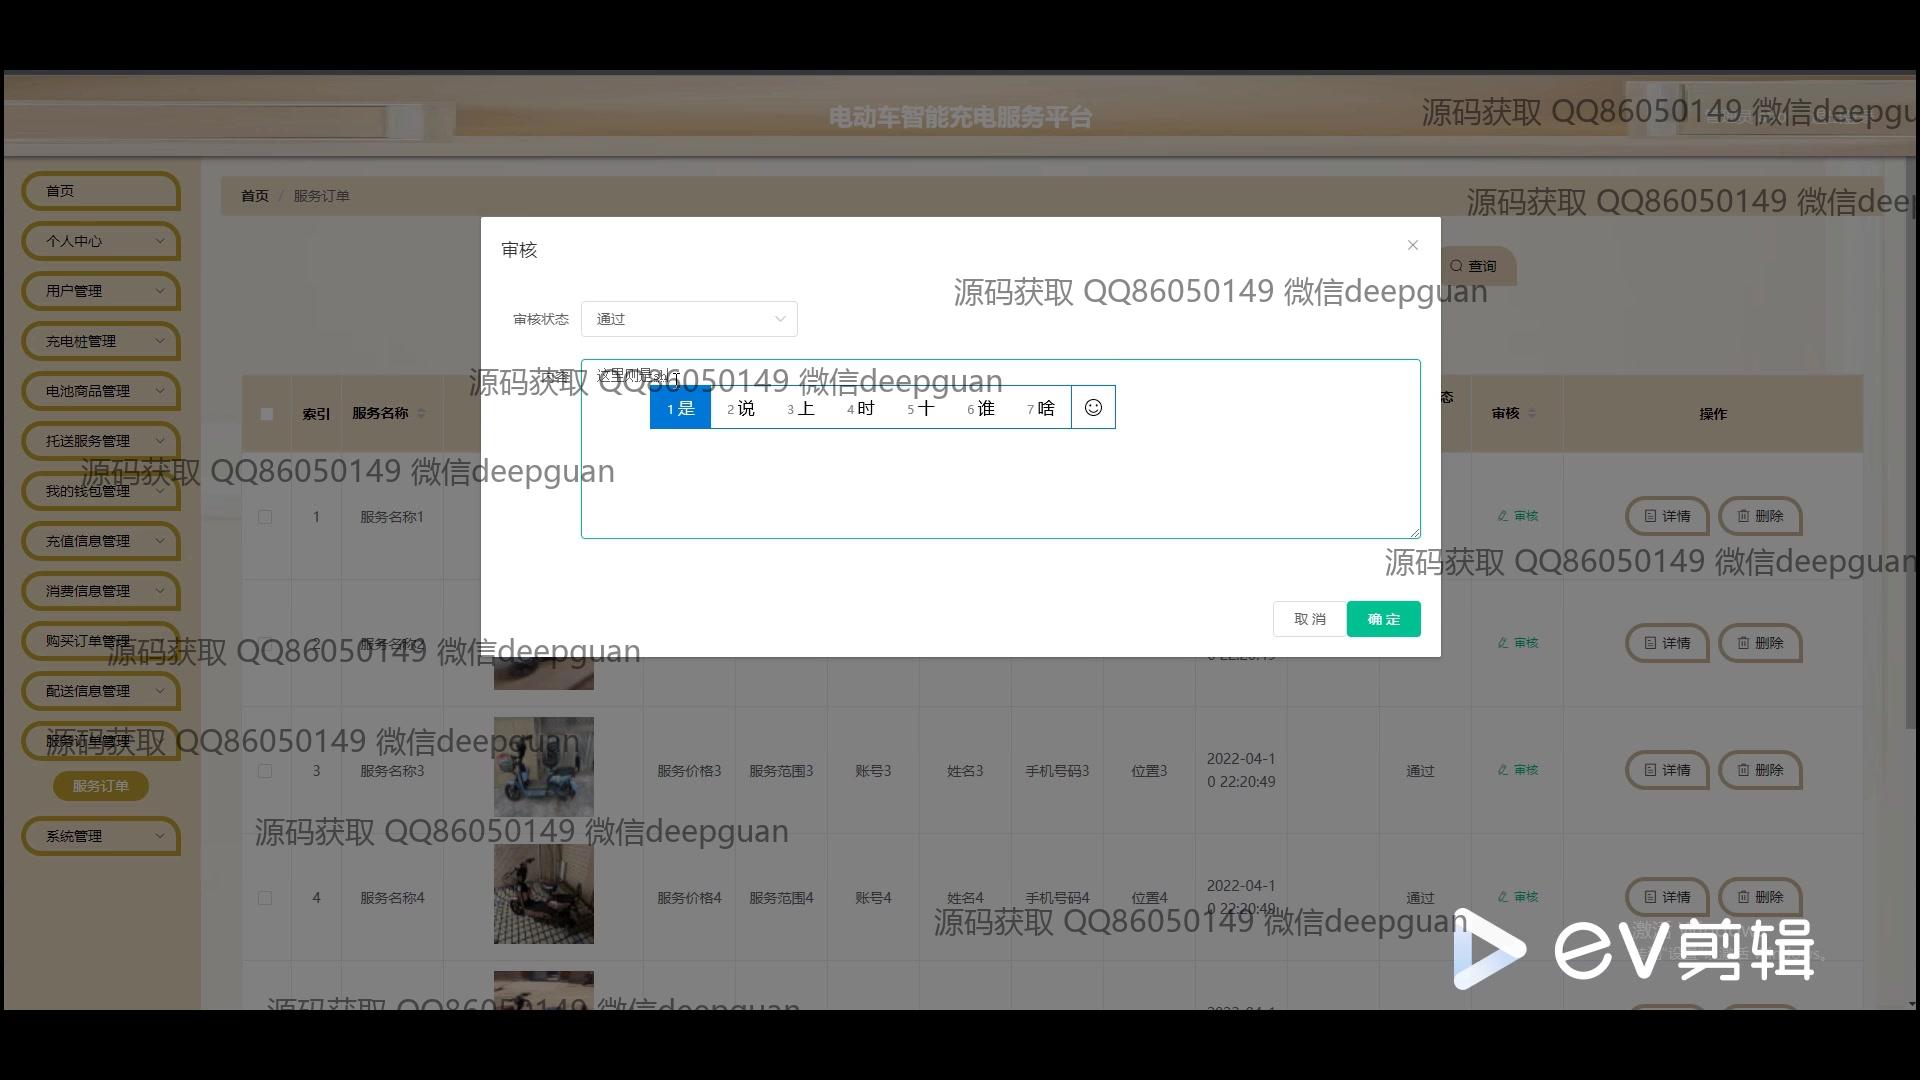 电动车智能充电服务平台
源码获取 QQ86050149 微信deepgu
首页
个人中心
用户管理
充电桩管理
电池商品管理
托送服务管理
我的钱包管理
充值信息管理
消费信息管理
购买订单管理
配送信息管理
服务订单管理
服务订单
系统管理
首页 / 服务订单
源码获取 QQ86050149 微信deep
查询
审核
源码获取 QQ86050149 微信deepguan
审核状态 通过
源码获取 QQ86050149 微信deepguan
1 是 2 说 3 上 4 时 5 十 6 谁 7 啥
取消 确定
索引 服务名称 态 审核 操作
源码获取 QQ86050149 微信deepguan
1 服务名称1 审核 详情 删除
源码获取 QQ86050149 微信deepguan
2 服务名称2 审核 详情 删除
源码获取 QQ86050149 微信deepguan
源码获取 QQ86050149 微信deepguan
3 服务名称3 服务价格3 服务范围3 账号3 姓名3 手机号码3 位置3 2022-04-10 22:20:49 通过 审核 详情 删除
源码获取 QQ86050149 微信deepguan
4 服务名称4 服务价格4 服务范围4 账号4 姓名4 手机号码4 位置4 2022-04-10 22:20:49 通过 审核 详情 删除
源码获取 QQ86050149 微信deepguan
EV剪辑
源码获取 QQ86050149 微信deepguan